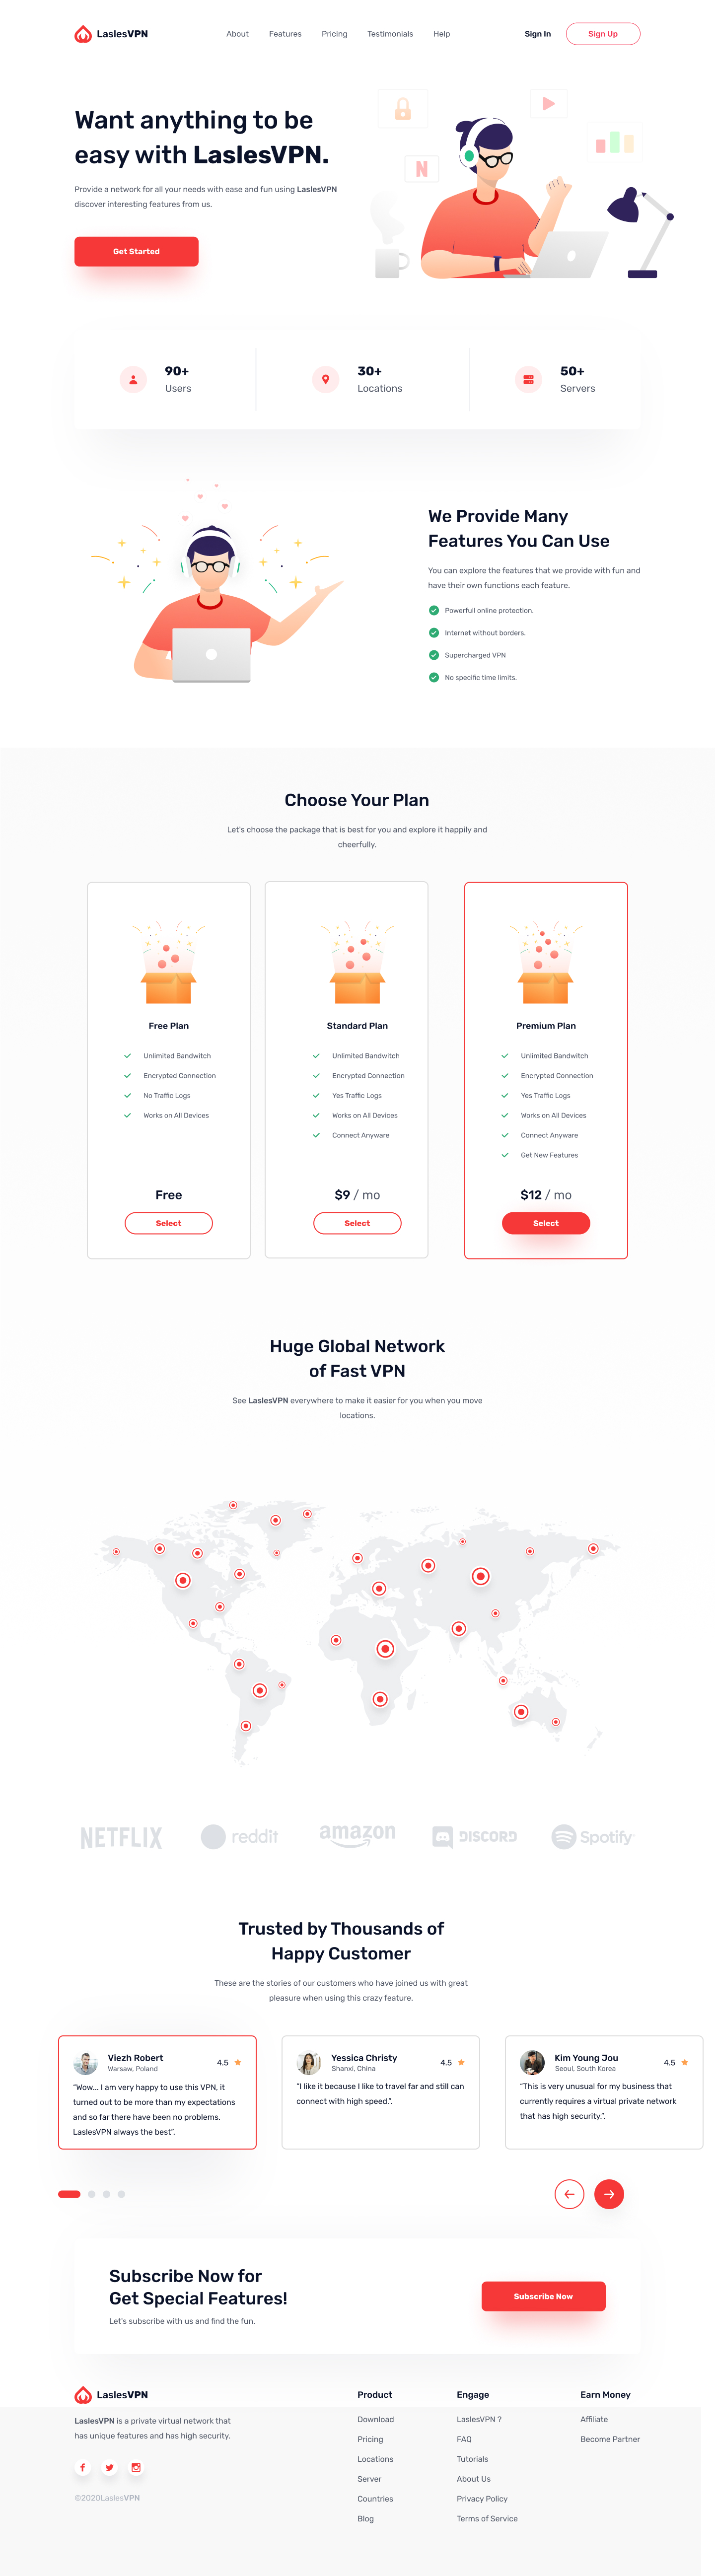 LaslesVPN
About Features Pricing Testimonials Help
Sign In Sign Up
Want anything to be
easy with LaslesVPN.
Provide a network for all your needs with ease and fun using LaslesVPN
discover interesting features from us.
Get Started
N
90+
Users
30+
Locations
50+
Servers
We Provide Many
Features You Can Use
You can explore the features that we provide with fun and
have their own functions each feature.
Powerfull online protection.
Internet without borders.
Supercharged VPN
No specific time limits.
Choose Your Plan
Let's choose the package that is best for you and explore it happily and
cheerfully.
Free Plan
Unlimited Bandwitch
Encrypted Connection
No Traffic Logs
Works on All Devices
Free
Select
Standard Plan
Unlimited Bandwitch
Encrypted Connection
Yes Traffic Logs
Works on All Devices
Connect Anyware
$9 / mo
Select
Premium Plan
Unlimited Bandwitch
Encrypted Connection
Yes Traffic Logs
Works on All Devices
Connect Anyware
Get New Features
$12 / mo
Select
Huge Global Network
of Fast VPN
See LaslesVPN everywhere to make it easier for you when you move
locations.
NETFLIX reddit amazon DISCORD Spotify
Trusted by Thousands of
Happy Customer
These are the stories of our customers who have joined us with great
pleasure when using this crazy feature.
Viezh Robert
Warsaw, Poland
4.5
"Wow... I am very happy to use this VPN, it
turned out to be more than my expectations
and so far there have been no problems.
LaslesVPN always the best".
Yessica Christy
Shanxi, China
4.5
"I like it because I like to travel far and still can
connect with high speed.".
Kim Young Jou
Seoul, South Korea
4.5
"This is very unusual for my business that
currently requires a virtual private network
that has high security.".
Subscribe Now for
Get Special Features!
Let's subscribe with us and find the fun.
Subscribe Now
LaslesVPN
LaslesVPN is a private virtual network that
has unique features and has high security.
©2020LaslesVPN
Product
Download
Pricing
Locations
Server
Countries
Blog
Engage
LaslesVPN ?
FAQ
Tutorials
About Us
Privacy Policy
Terms of Service
Earn Money
Affiliate
Become Partner